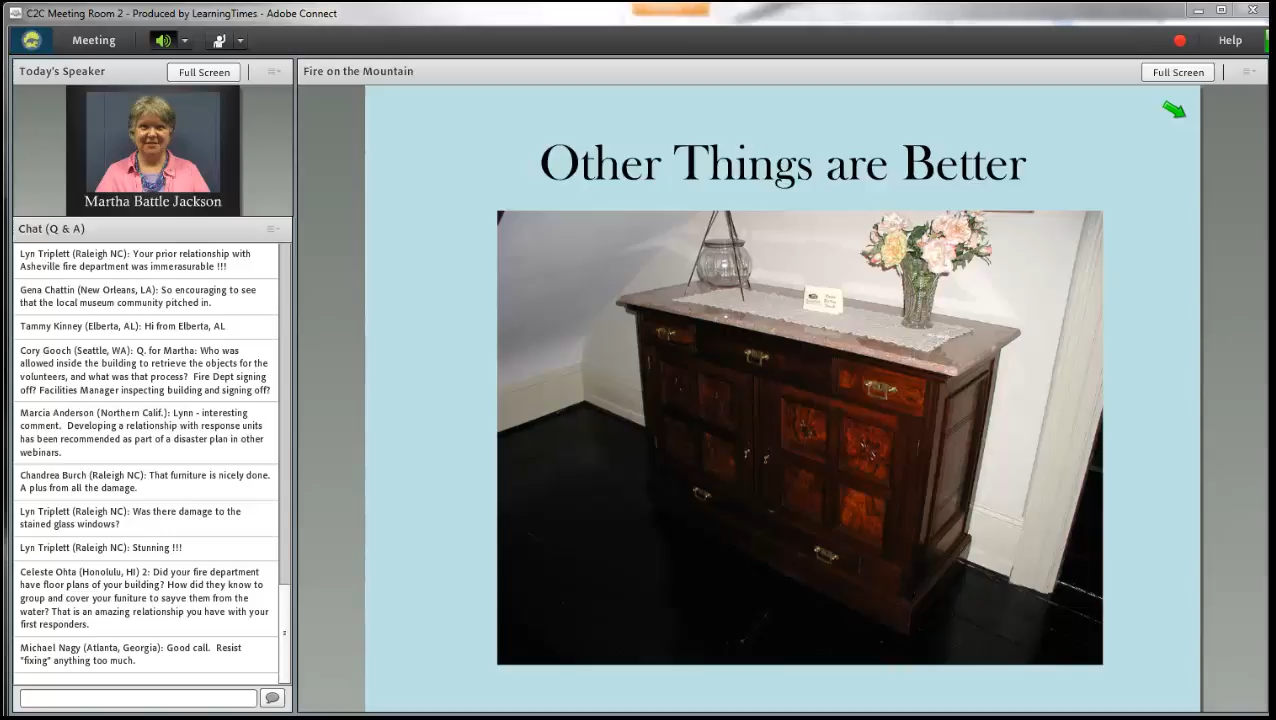 C2C Meeting Room 2 - Produced by LearningTimes - Adobe Connect
Meeting
Help
Today's Speaker
Full Screen
Martha Battle Jackson
Chat (Q & A)
Lyn Triplett (Raleigh NC): Your prior relationship with
Asheville fire department was immerasurable !!!
Gena Chattin (New Orleans, LA): So encouraging to see
that the local museum community pitched in.
Tammy Kinney (Elberta, AL): Hi from Elberta, AL
Cory Gooch (Seattle, WA): Q. for Martha: Who was
allowed inside the building to retrieve the objects for the
volunteers, and what was that process? Fire Dept signing
off? Facilities Manager inspecting building and signing off?
Marcia Anderson (Northern Calif.): Lynn - interesting
comment. Developing a relationship with response units
has been recommended as part of a disaster plan in other
webinars.
Chandrea Burch (Raleigh NC): That furniture is nicely done.
A plus from all the damage.
Lyn Triplett (Raleigh NC): Was there damage to the
stained glass windows?
Lyn Triplett (Raleigh NC): Stunning !!!
Celeste Ohta (Honolulu, HI) 2: Did your fire department
have floor plans of your building? How did they know to
group and cover your funiture to sayve them from the
water? That is an amazing relationship you have with your
first responders.
Michael Nagy (Atlanta, Georgia): Good call. Resist
"fixing" anything too much.
Fire on the Mountain
Full Screen
Other Things are Better